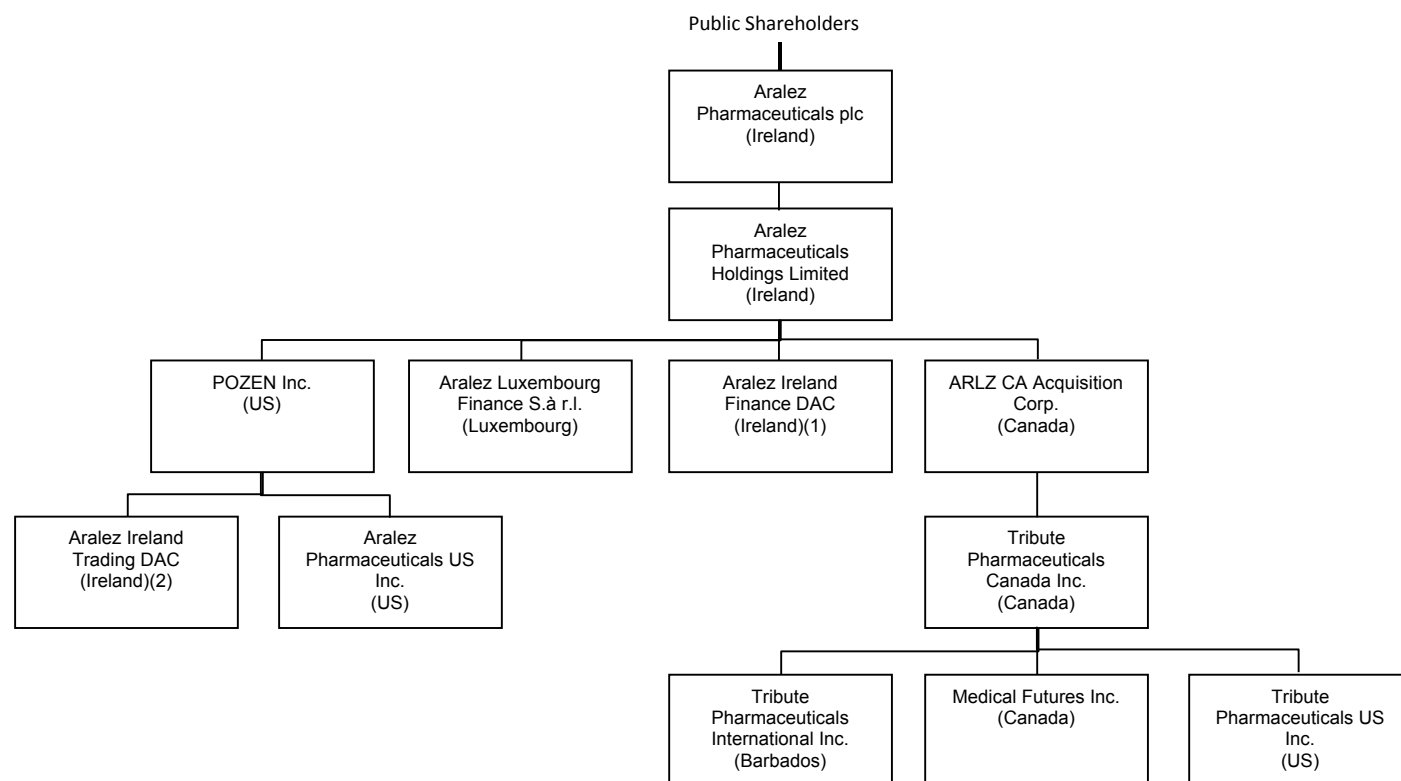 Public Shareholders
Aralez
Pharmaceuticals plc
(Ireland)
Aralez
Pharmaceuticals
Holdings Limited
(Ireland)
POZEN Inc.
(US)
Aralez Luxembourg
Finance S.à r.l.
(Luxembourg)
Aralez Ireland
Finance DAC
(Ireland)(1)
ARLZ CA Acquisition
Corp.
(Canada)
Aralez Ireland
Trading DAC
(Ireland)(2)
Aralez
Pharmaceuticals US
Inc.
(US)
Tribute
Pharmaceuticals
Canada Inc.
(Canada)
Tribute
Pharmaceuticals
International Inc.
(Barbados)
Medical Futures Inc.
(Canada)
Tribute
Pharmaceuticals US
Inc.
(US)